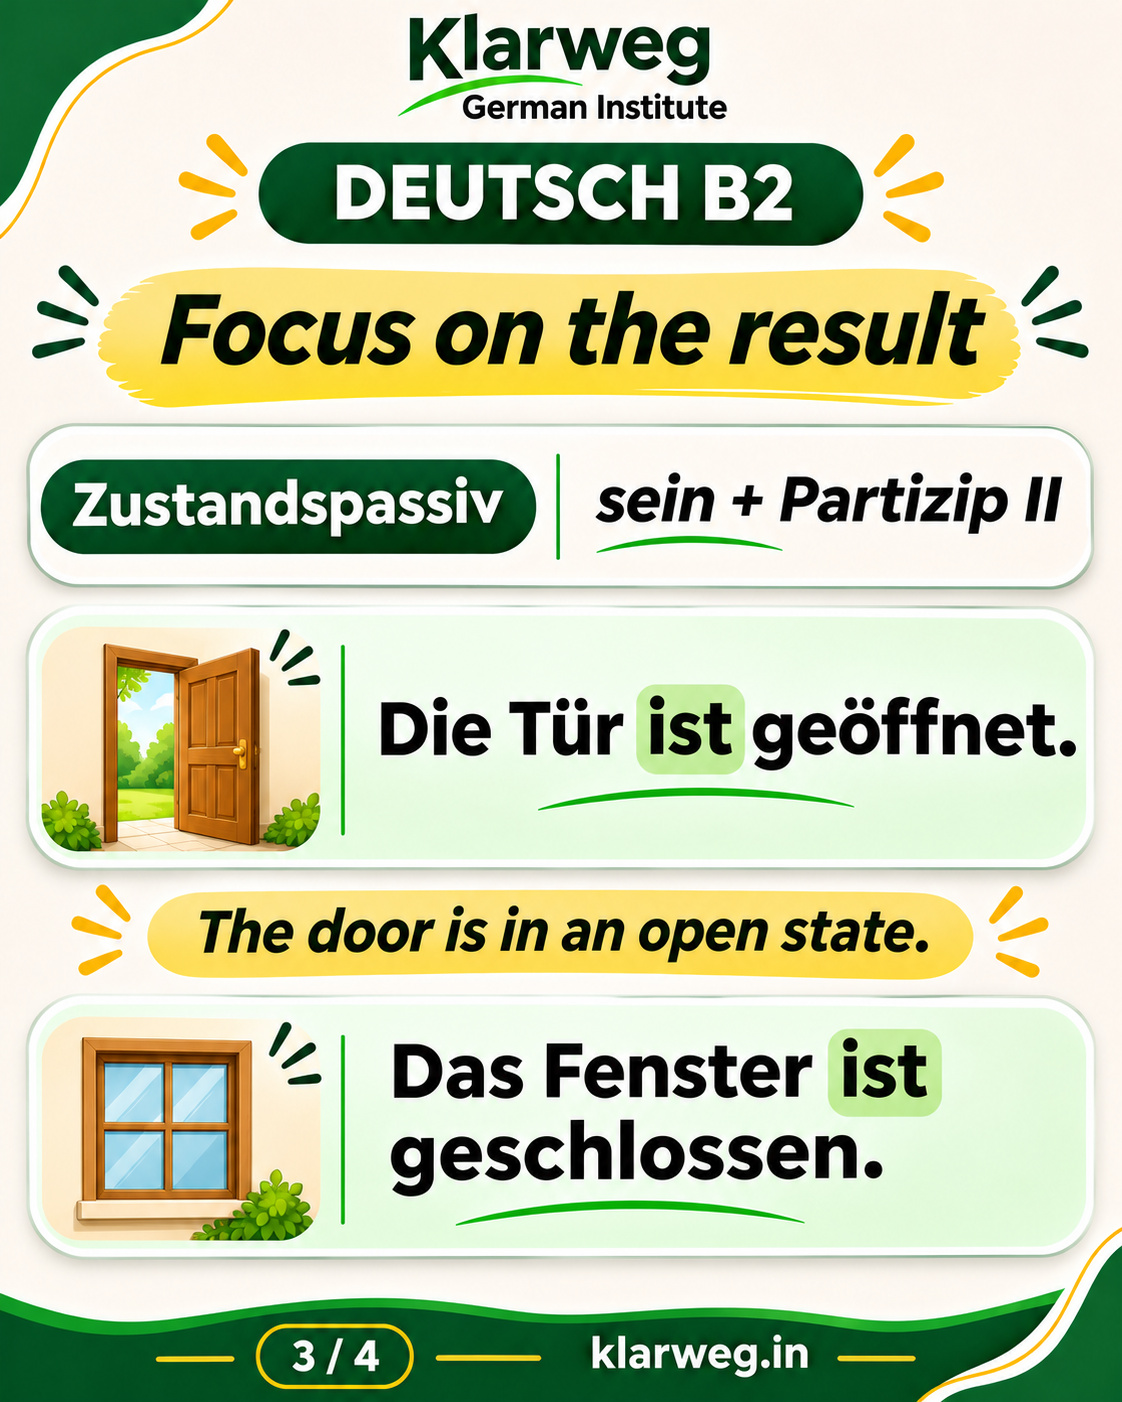 Klarweg
German Institute
DEUTSCH B2
Focus on the result
Zustandspassiv
sein + Partizip II
Die Tür ist geöffnet.
The door is in an open state.
Das Fenster ist
geschlossen.
3 / 4
klarweg.in